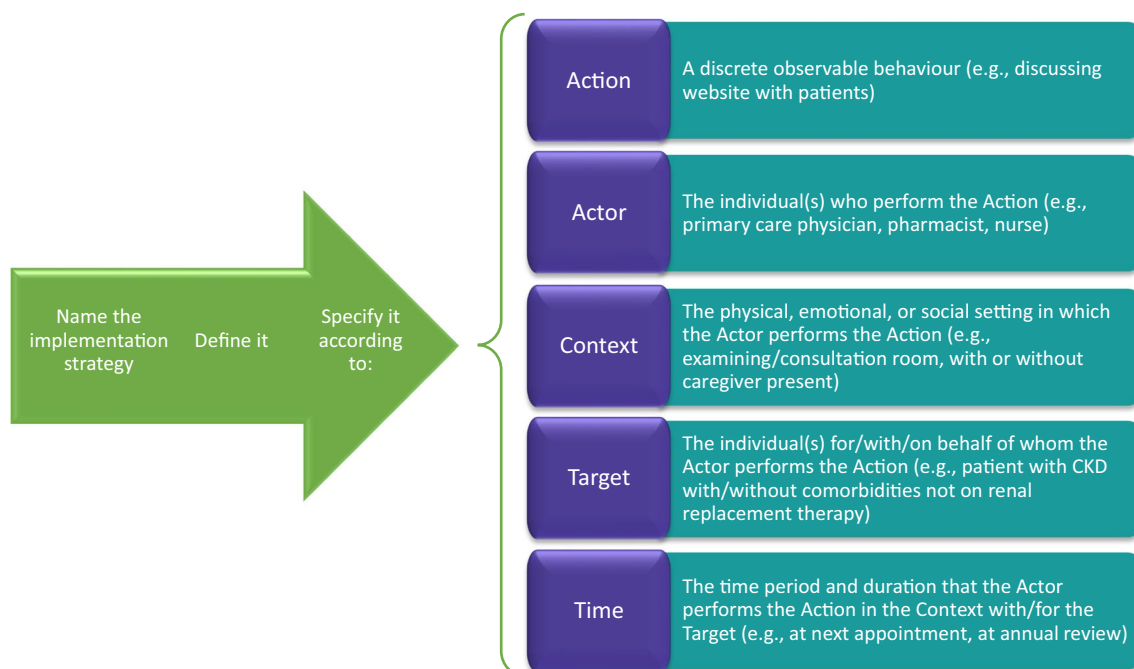 Name the
implementation
strategy
Define it
Specify it
according
to:
Action
A discrete observable behaviour (e.g., discussing
website with patients)
Actor
The individual(s) who perform the Action (e.g.,
primary care physician, pharmacist, nurse)
Context
The physical, emotional, or social setting in which
the Actor performs the Action (e.g.,
examining/consultation room, with or without
caregiver present)
Target
The individual(s) for/with/on behalf of whom the
Actor performs the Action (e.g., patient with CKD
with/without comorbidities not on renal
replacement therapy)
Time
The time period and duration that the Actor
performs the Action in the Context with/for the
Target (e.g., at next appointment, at annual review)